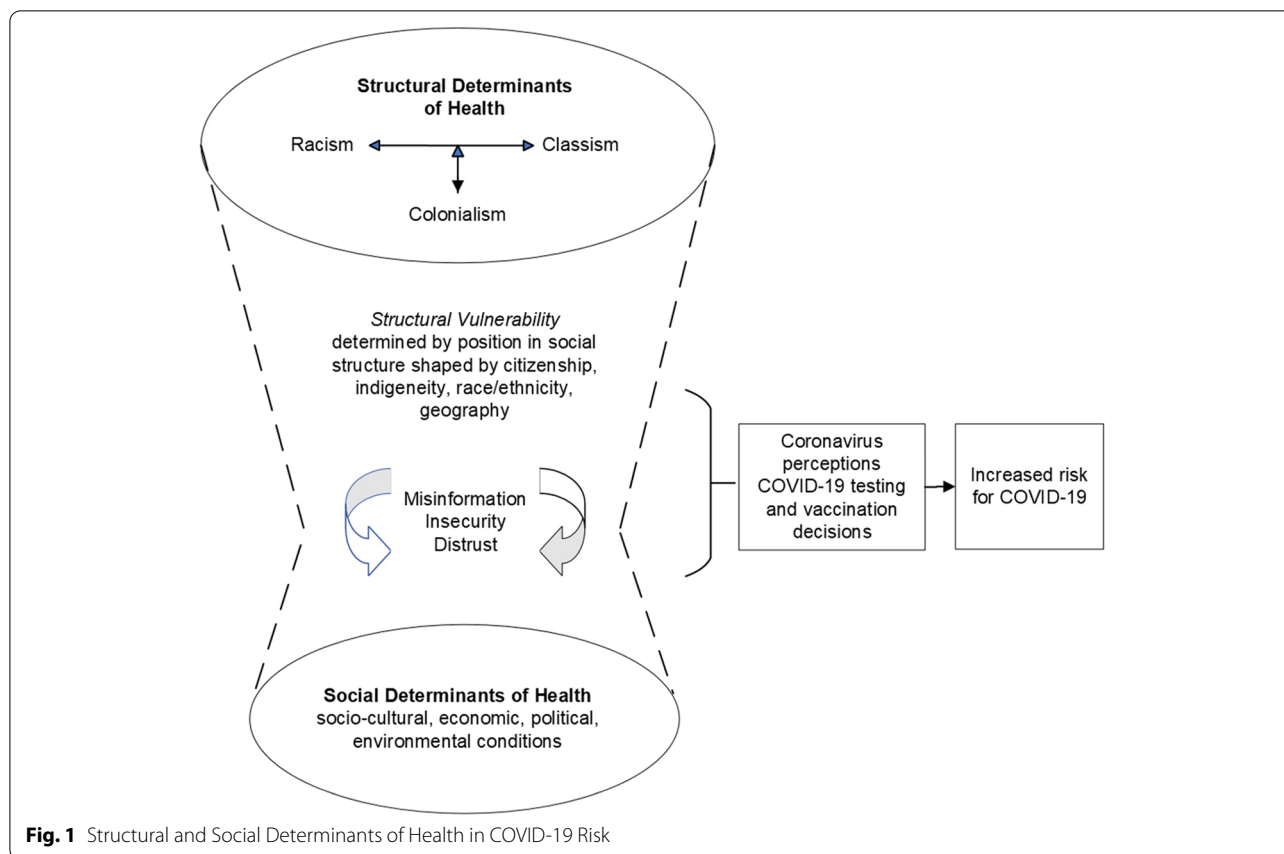 Structural Determinants
of Health
Racism
Classism
Colonialism
Structural Vulnerability
determined by position in social
structure shaped by citizenship,
indigeneity, race/ethnicity,
geography
Misinformation
Insecurity
Distrust
Coronavirus
perceptions
COVID-19 testing
and vaccination
decisions
Increased risk
for COVID-19
Social Determinants of Health
socio-cultural, economic, political,
environmental conditions
Fig. 1 Structural and Social Determinants of Health in COVID-19 Risk